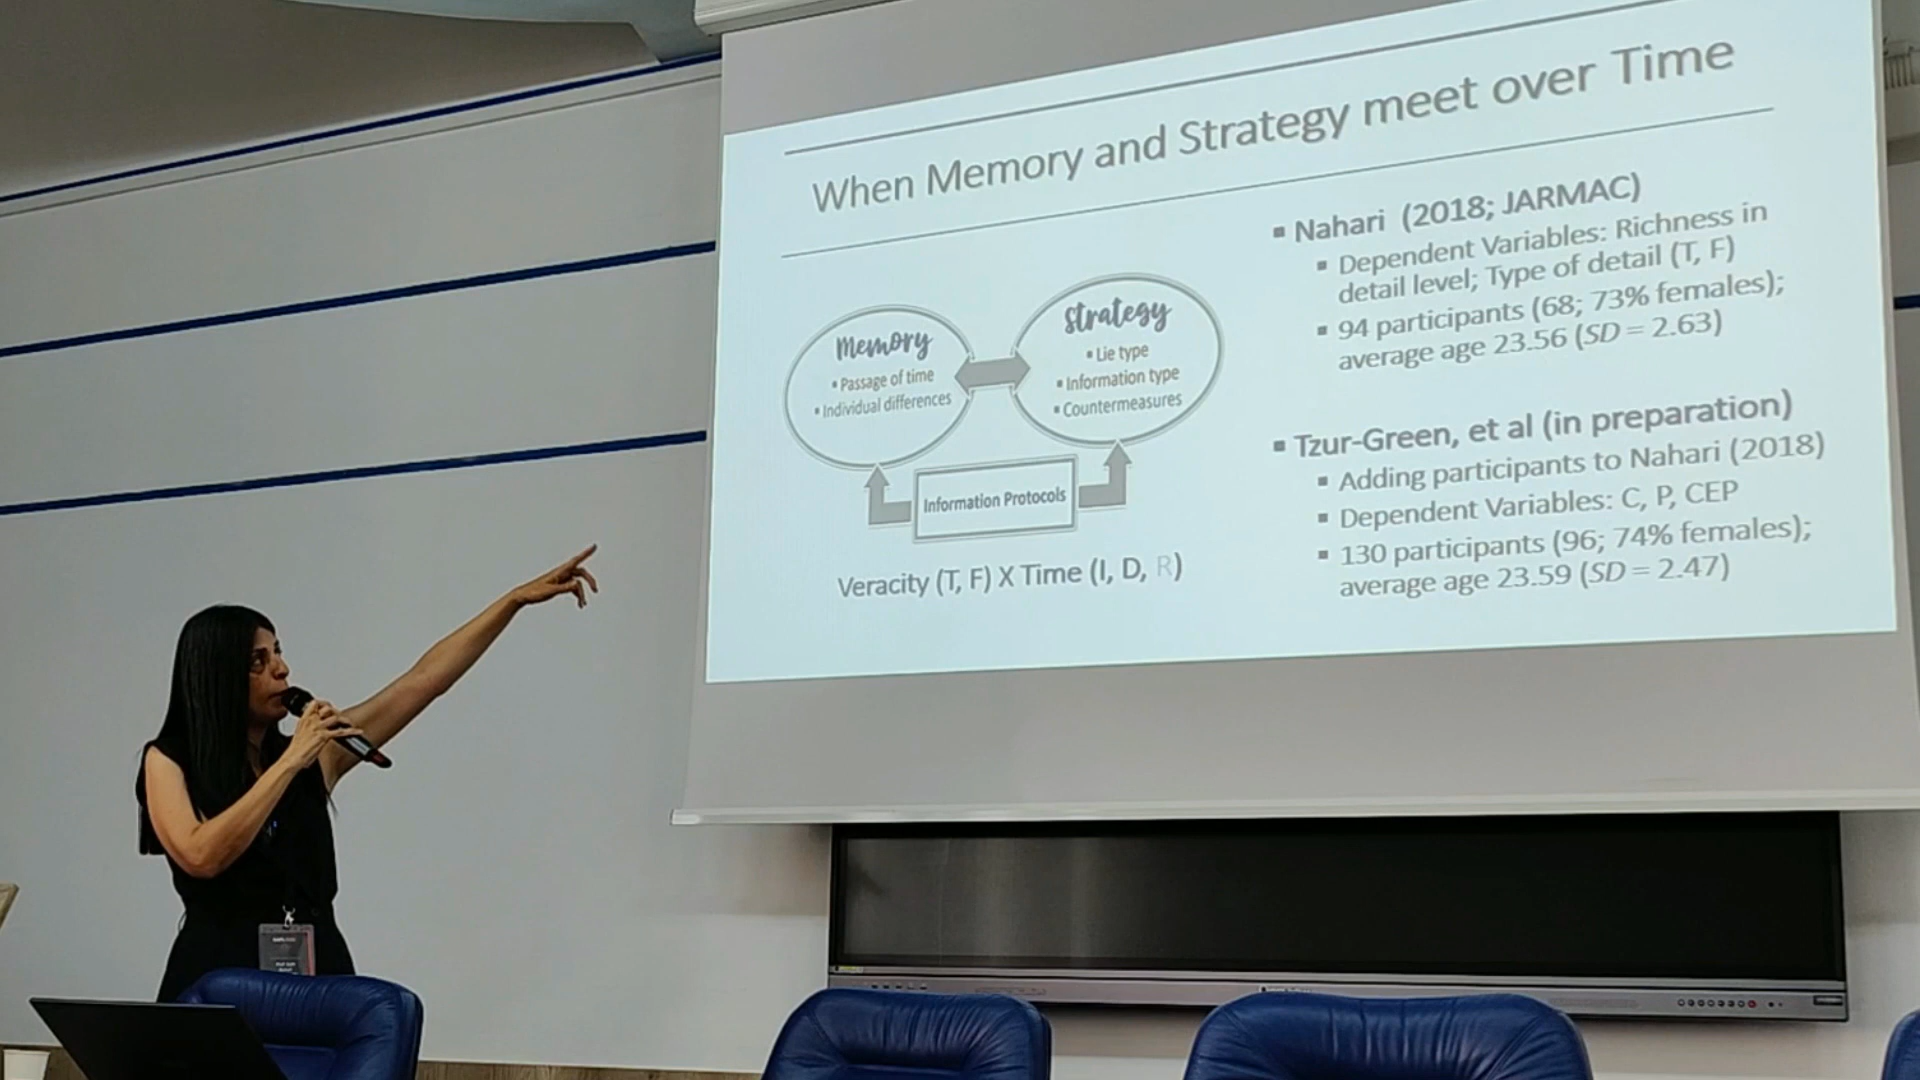 When Memory and Strategy meet over Time
Memory
▪ Passage of time
▪ Individual differences
Strategy
▪ Lie type
▪ Information type
▪ Countermeasures
Information Protocols
Veracity (T, F) X Time (I, D, R)
▪ Nahari (2018; JARMAC)
▪ Dependent Variables: Richness in
detail level; Type of detail (T, F)
▪ 94 participants (68; 73% females);
average age 23.56 (SD = 2.63)
▪ Tzur-Green, et al (in preparation)
▪ Adding participants to Nahari (2018)
▪ Dependent Variables: C, P, CEP
▪ 130 participants (96; 74% females);
average age 23.59 (SD = 2.47)